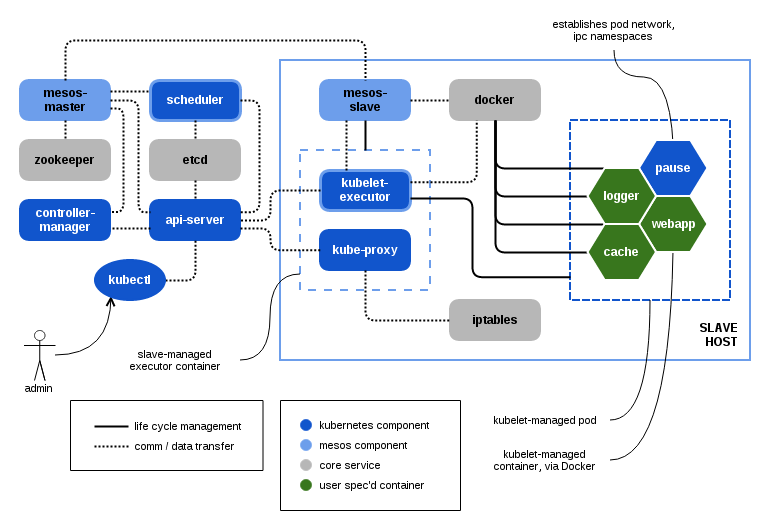 establishes pod network,
ipc namespaces
mesos-
master
scheduler
mesos-
slave
docker
zookeeper
etcd
pause
kubelet-
executor
logger
controller-
manager
api-server
webapp
kube-proxy
cache
kubectl
iptables
SLAVE
HOST
slave-managed
executor container
admin
life cycle management
comm / data transfer
kubernetes component
mesos component
core service
user spec'd container
kubelet-managed pod
kubelet-managed
container, via Docker